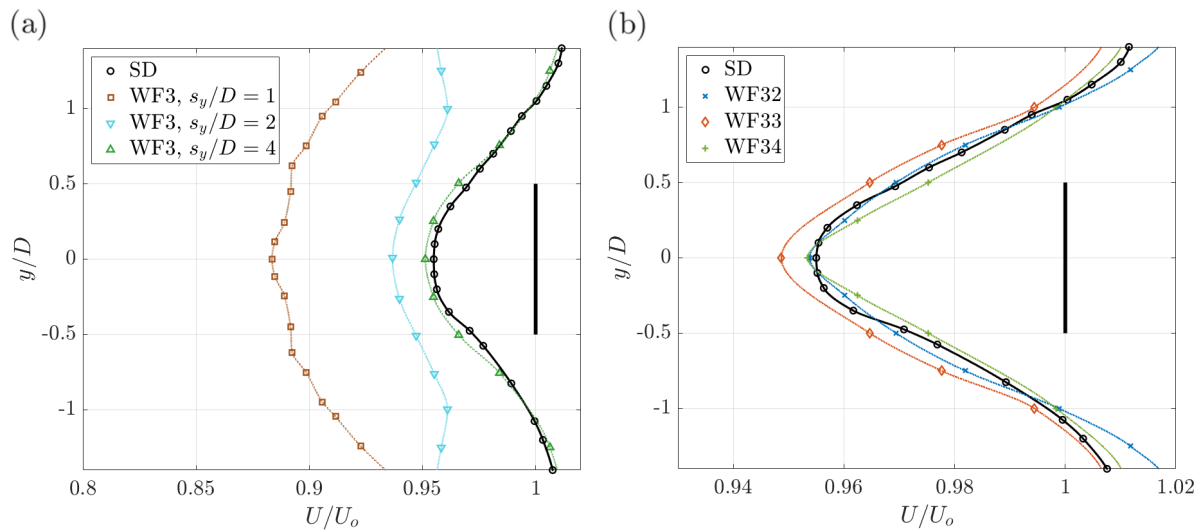 (a)
SD
WF3, s_y/D = 1
WF3, s_y/D = 2
WF3, s_y/D = 4
1
0.5
0
-0.5
-1
y/D
0.8
0.85
0.9
0.95
1
U/U_o
(b)
SD
WF32
WF33
WF34
1
0.5
0
-0.5
-1
y/D
0.94
0.96
0.98
1
1.02
U/U_o